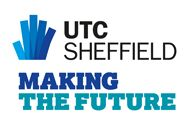 UTC
SHEFFIELD
MAKING
THE FUTURE